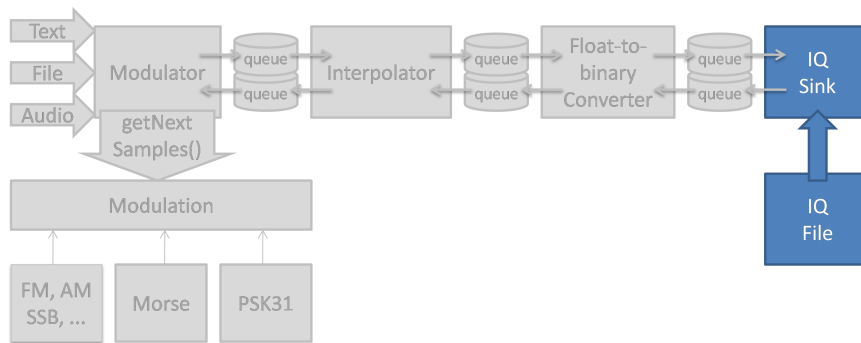 Text
File
Audio
Modulator
queue
queue
Interpolator
queue
queue
Float-to-
binary
Converter
queue
queue
IQ
Sink
getNext
Samples()
Modulation
IQ
File
FM, AM
SSB, ...
Morse
PSK31